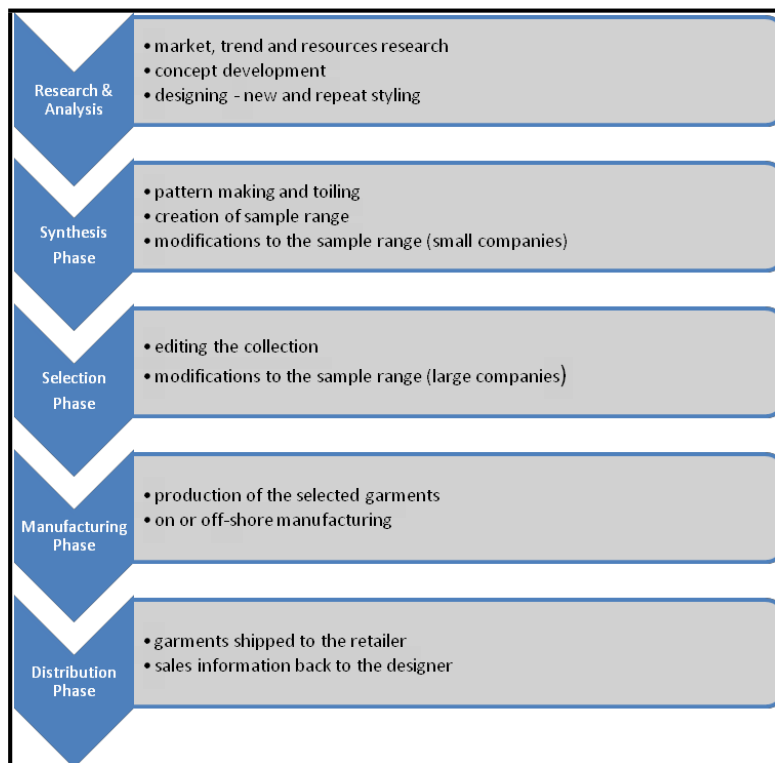 Research &
Analysis
• market, trend and resources research
• concept development
• designing - new and repeat styling
Synthesis
Phase
• pattern making and toiling
• creation of sample range
• modifications to the sample range (small companies)
Selection
Phase
• editing the collection
• modifications to the sample range (large companies)
Manufacturing
Phase
• production of the selected garments
• on or off-shore manufacturing
Distribution
Phase
• garments shipped to the retailer
• sales information back to the designer